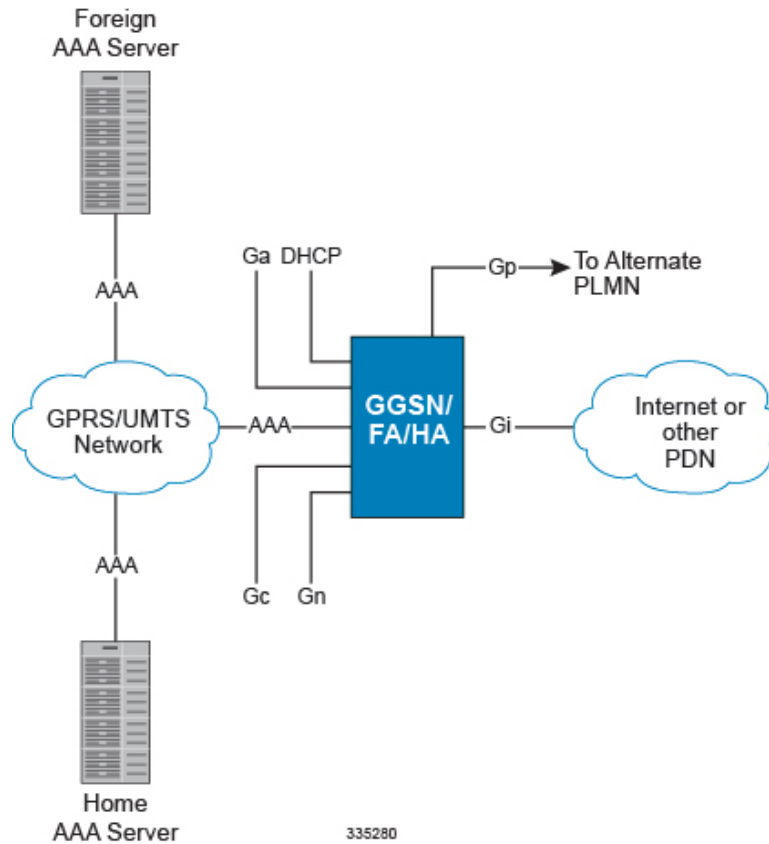 Foreign
AAA Server
Ga DHCP
Gp
To Alternate
PLMN
AAA
GPRS/UMTS
Network
AAA
GGSN/
FA/HA
Gi
Internet or
other
PDN
AAA
Gc Gn
Home
AAA Server
335280